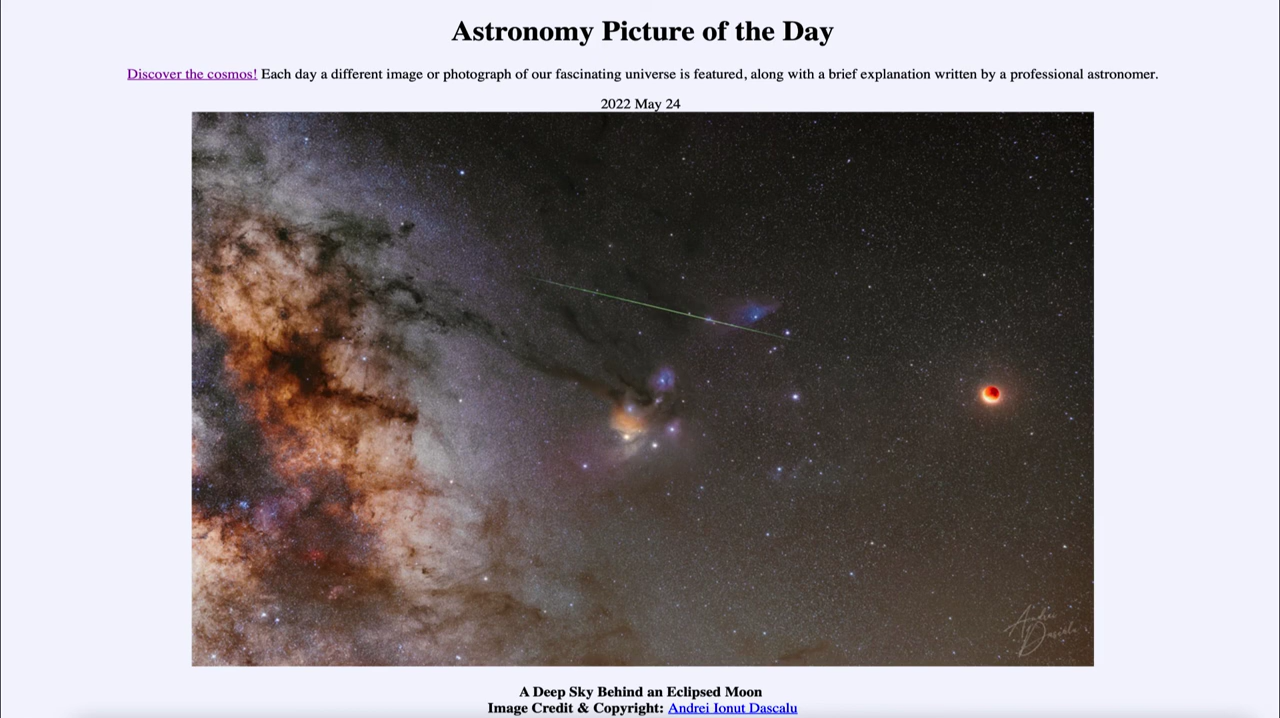 Astronomy Picture of the Day
Discover the cosmos! Each day a different image or photograph of our fascinating universe is featured, along with a brief explanation written by a professional astronomer.
2022 May 24
Andrei
Dascalu
A Deep Sky Behind an Eclipsed Moon
Image Credit & Copyright: Andrei Ionut Dascalu